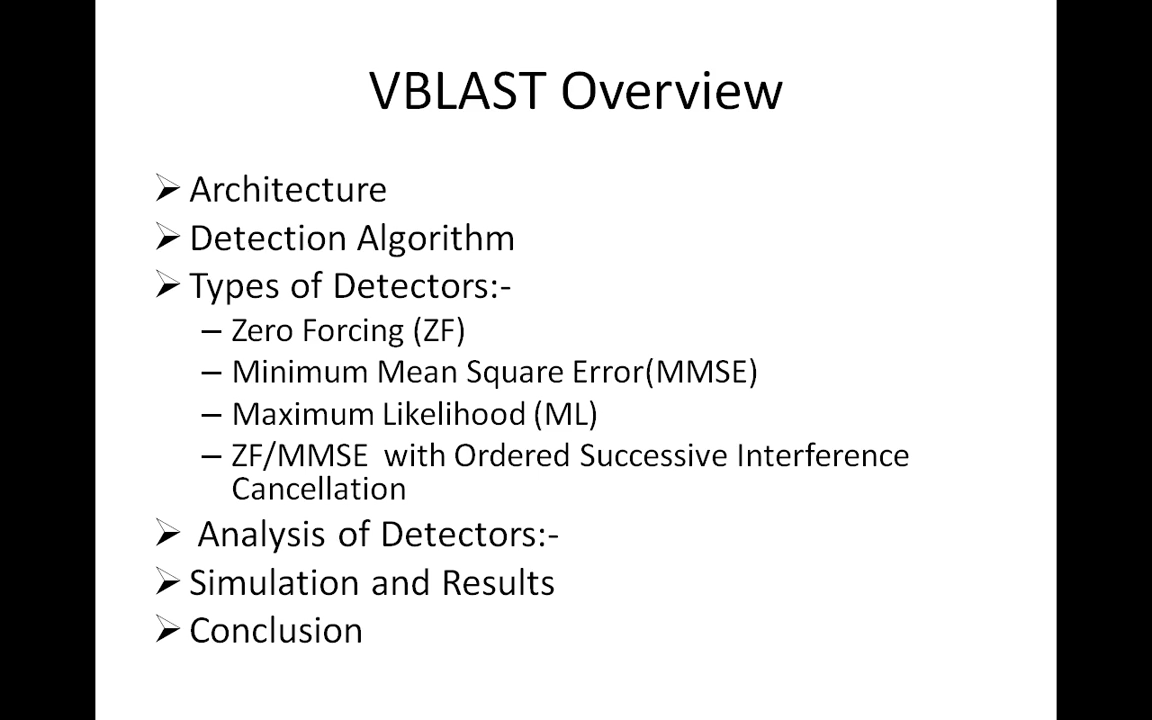 VBLAST Overview
➢ Architecture
➢ Detection Algorithm
➢ Types of Detectors:-
– Zero Forcing (ZF)
– Minimum Mean Square Error(MMSE)
– Maximum Likelihood (ML)
– ZF/MMSE  with Ordered Successive Interference
Cancellation
➢ Analysis of Detectors:-
➢ Simulation and Results
➢ Conclusion